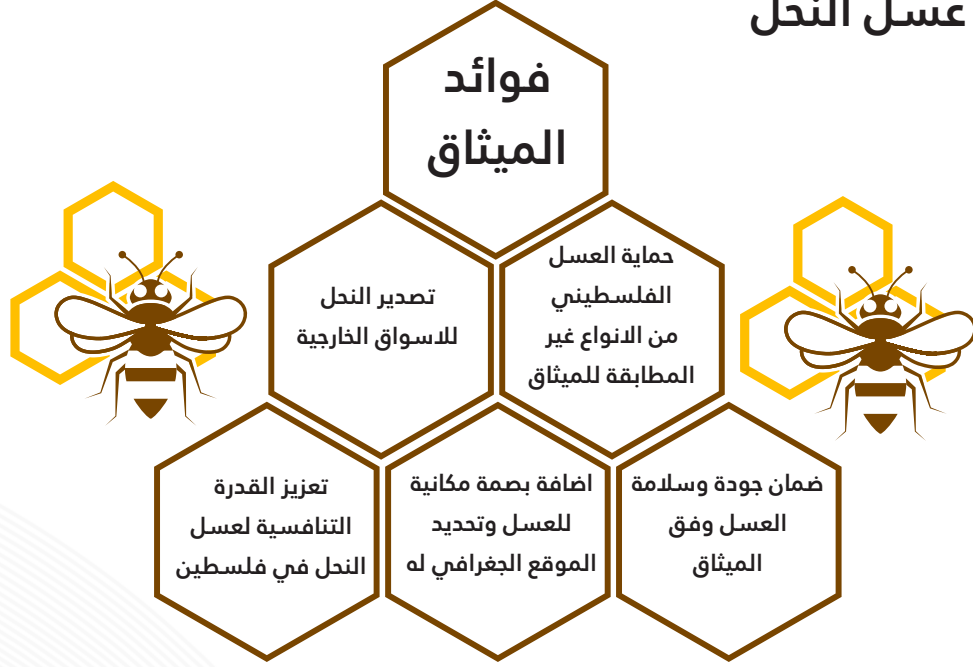 عسل النحل
فوائد
الميثاق
حماية العسل
الفلسطيني
من الانواع غير
المطابقة للميثاق
تصدير النحل
للاسواق الخارجية
ضمان جودة وسلامة
العسل وفق
الميثاق
اضافة بصمة مكانية
للعسل وتحديد
الموقع الجغرافي له
تعزيز القدرة
التنافسية لعسل
النحل في فلسطين